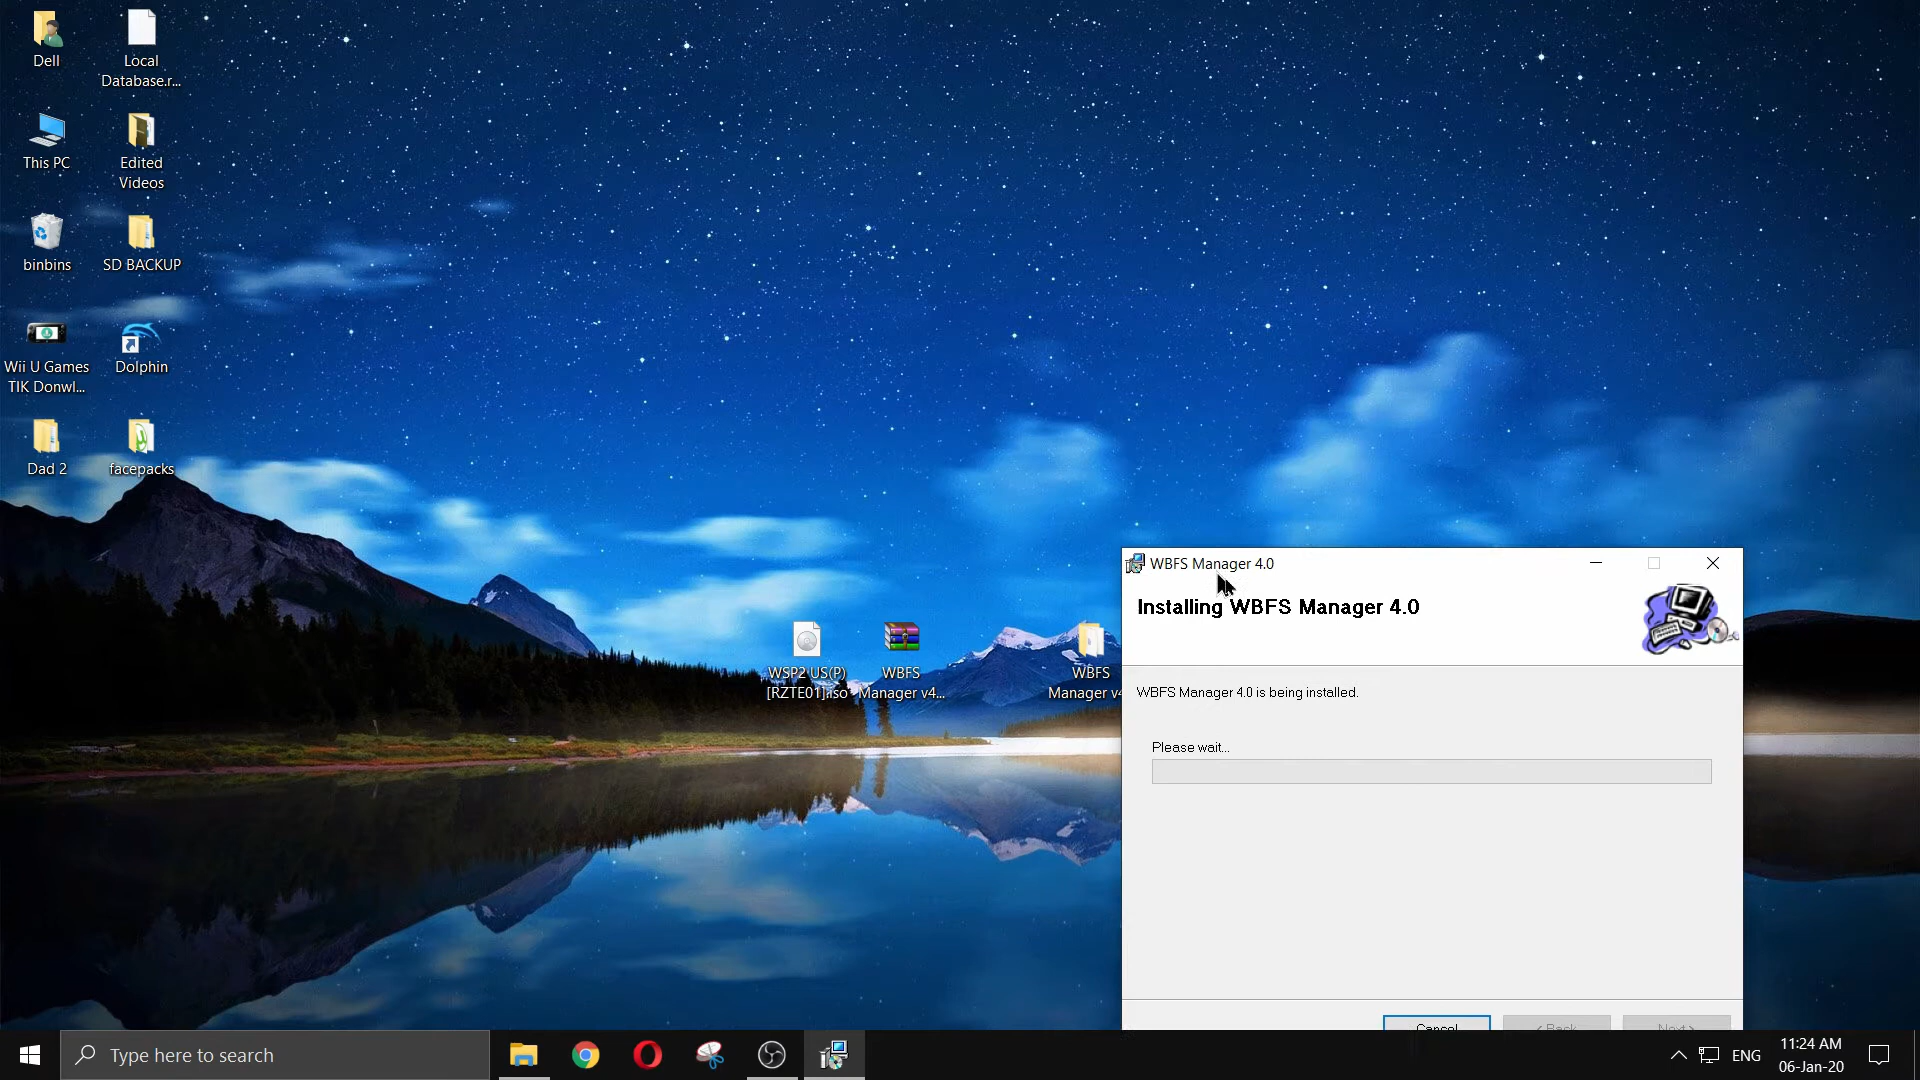 Dell
Local
Database.r...
This PC
Edited
Videos
binbins
SD BACKUP
Wii U Games
TIK Donwl...
Dolphin
Dad 2
facepacks
WSP2 US(P)
[RZTE01].iso
WBFS
Manager v4...
WBFS
Manager v4
WBFS Manager 4.0
Installing WBFS Manager 4.0
WBFS Manager 4.0 is being installed.
Please wait...
Cancel
< Back
Next >
Type here to search
ENG
11:24 AM
06-Jan-20